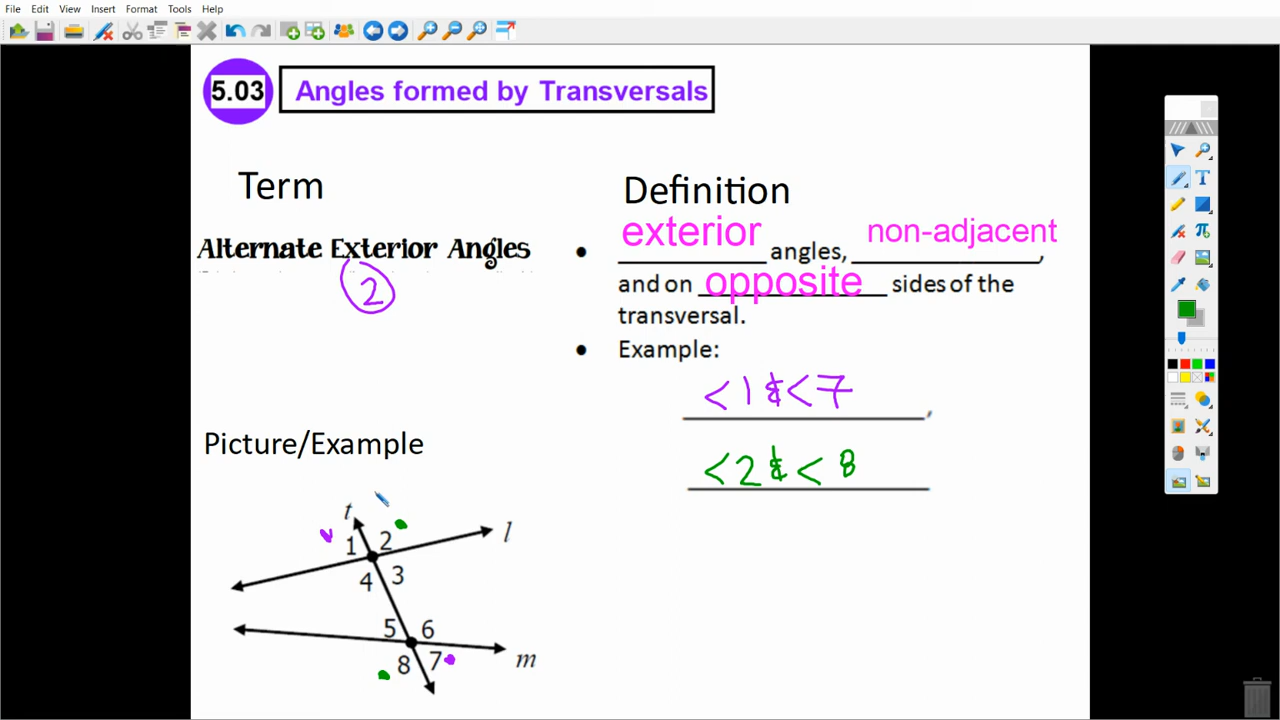 File Edit View Insert Format Tools Help
5.03 Angles formed by Transversals
Term
Definition
Alternate Exterior Angles
2
• exterior angles, non-adjacent,
and on opposite sides of the
transversal.
• Example:
<1 & <7,
<2 & <8
Picture/Example
t
l
1 2
4 3
5 6
8 7
m